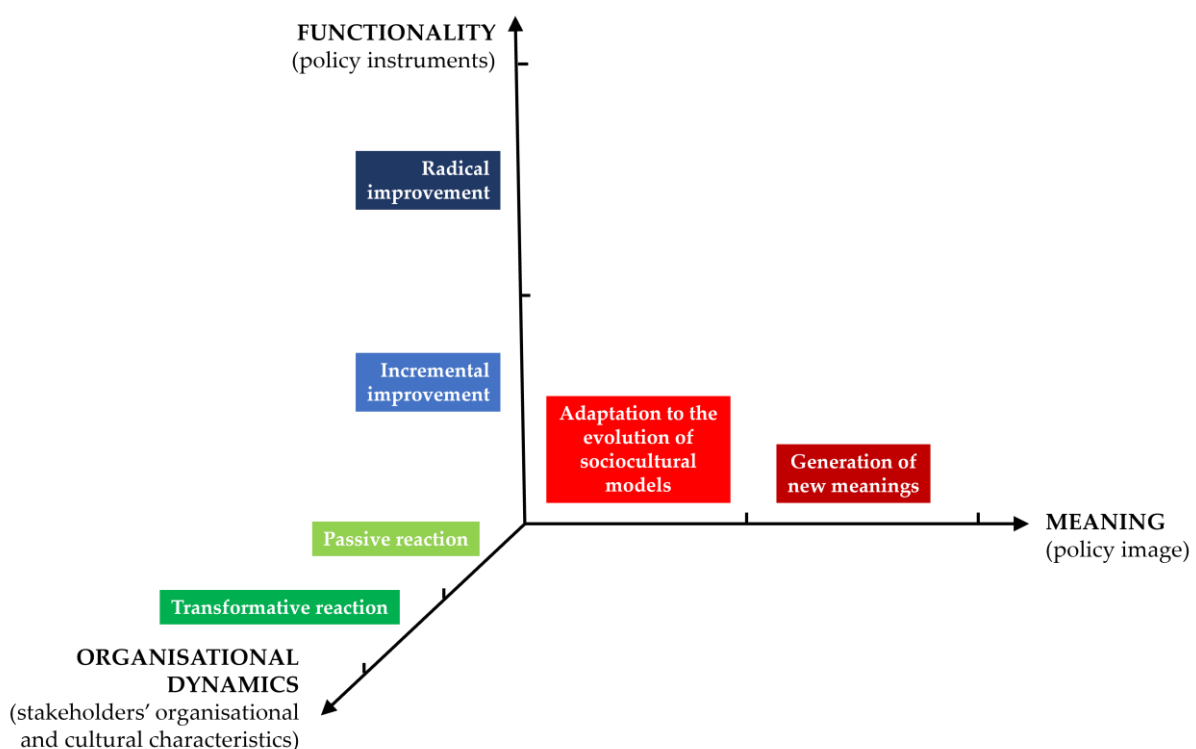 FUNCTIONALITY
(policy instruments)
Radical
improvement
Incremental
improvement
Adaptation to the
evolution of
sociocultural
models
Generation of
new meanings
MEANING
(policy image)
Passive reaction
Transformative reaction
ORGANISATIONAL
DYNAMICS
(stakeholders’ organisational
and cultural characteristics)